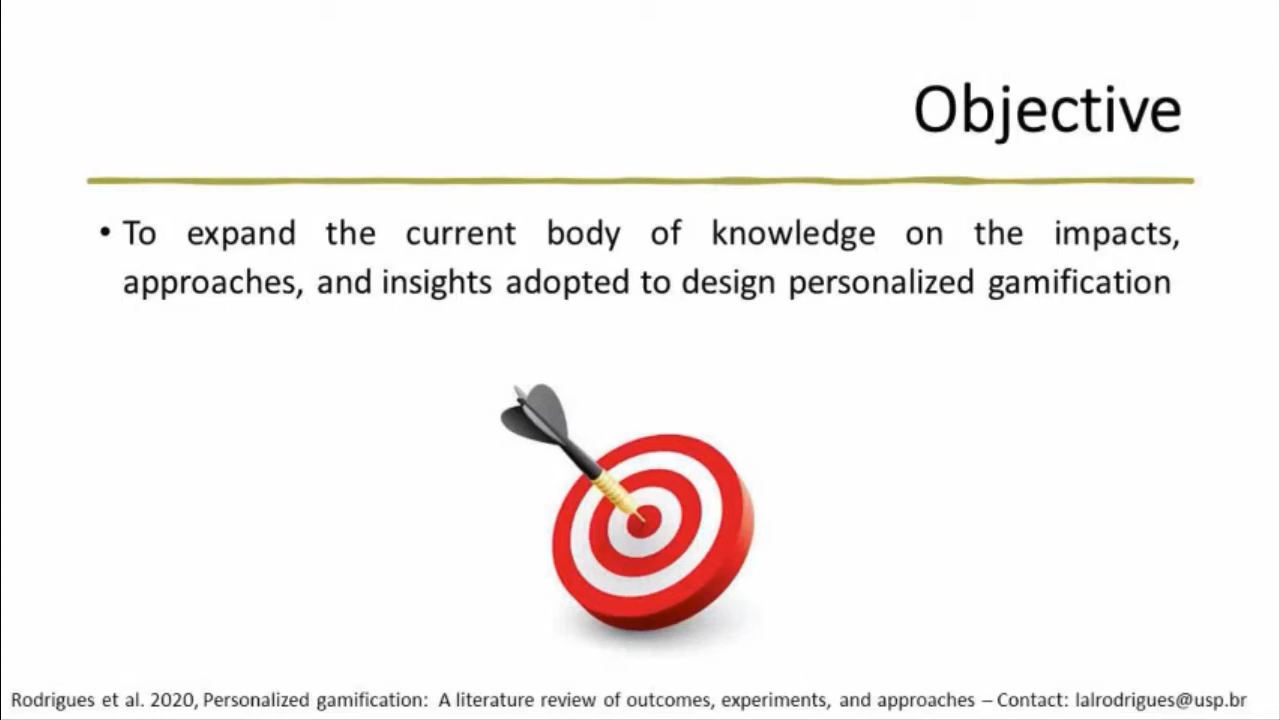 Objective
• To expand the current body of knowledge on the impacts,
approaches, and insights adopted to design personalized gamification
Rodrigues et al. 2020, Personalized gamification: A literature review of outcomes, experiments, and approaches – Contact: lalrodrigues@usp.br